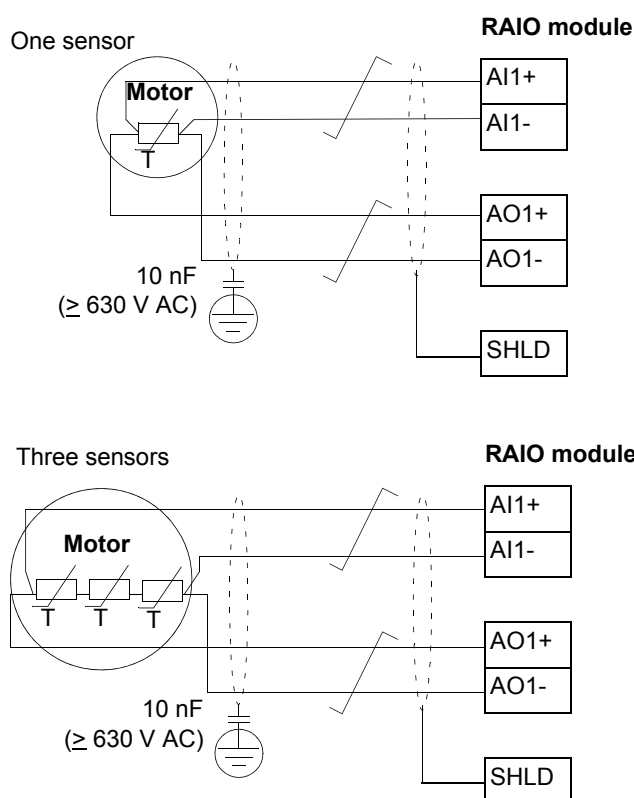 One sensor
RAIO module
Motor
T
AI1+
AI1-
AO1+
AO1-
10 nF
(≥ 630 V AC)
SHLD
Three sensors
RAIO module
Motor
T T T
AI1+
AI1-
AO1+
AO1-
10 nF
(≥ 630 V AC)
SHLD